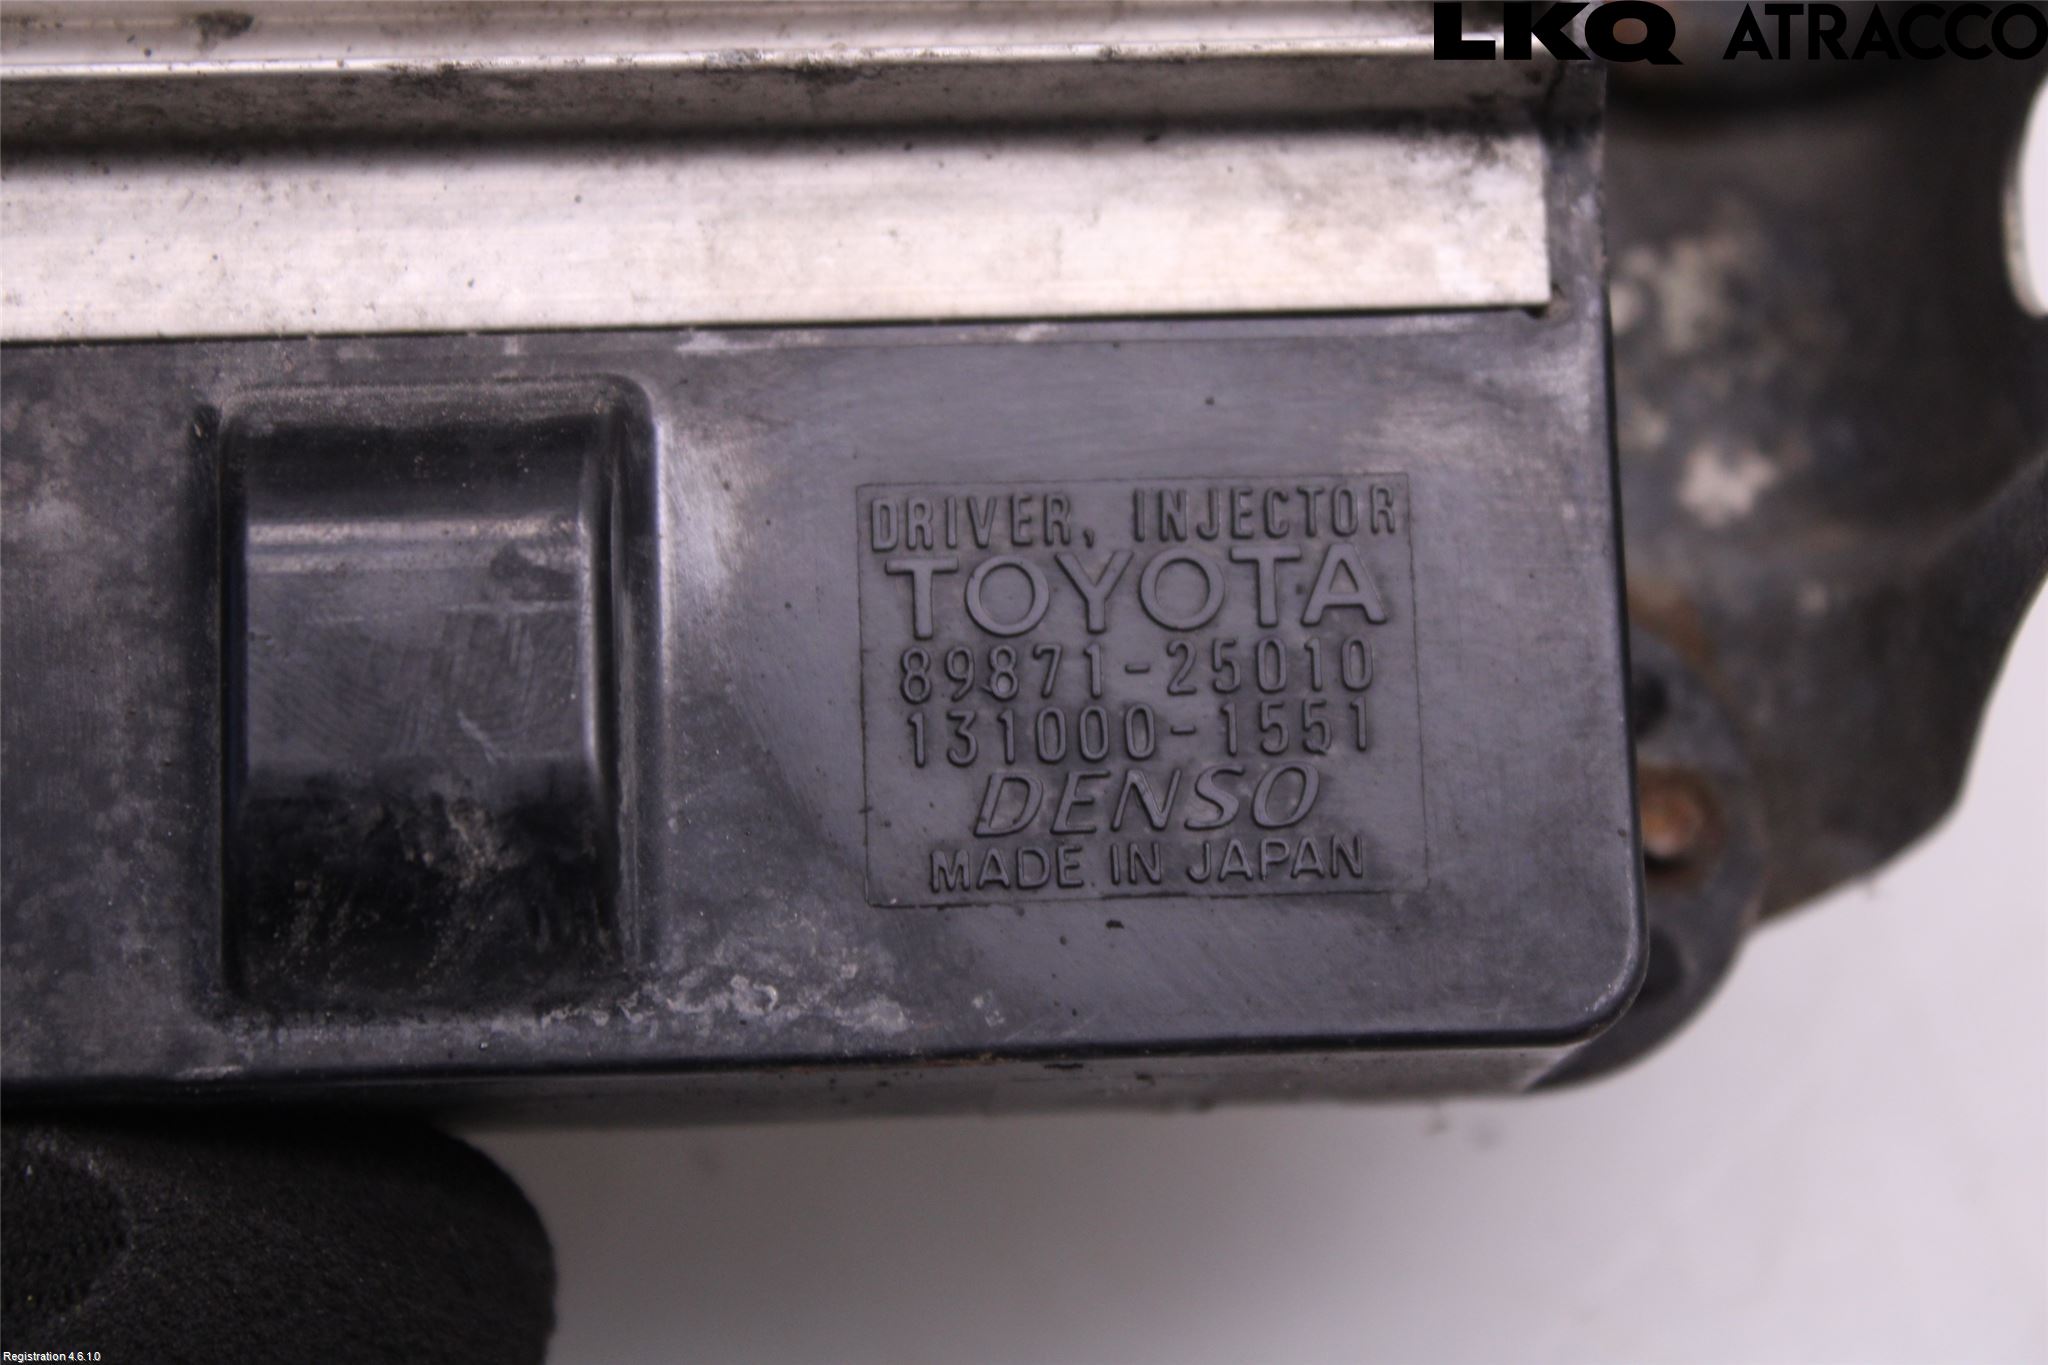 LKQ ATRACCO
DRIVER, INJECTOR
TOYOTA
89871-25010
131000-1551
DENSO
MADE IN JAPAN
Registration 4.6.1.0